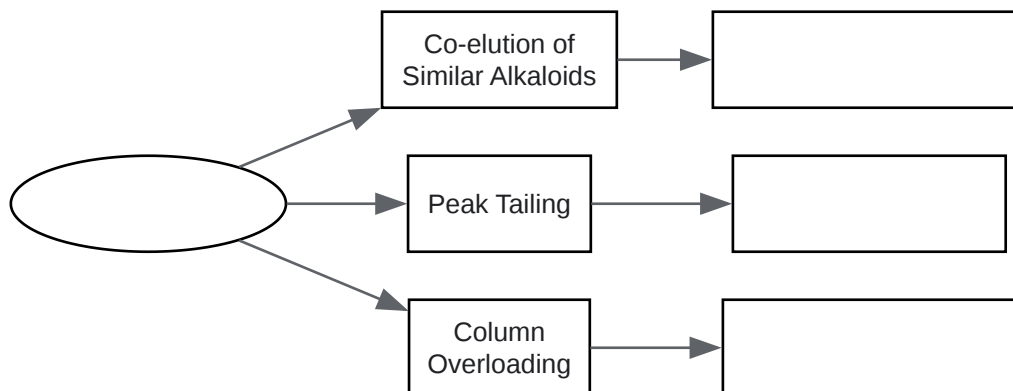 Co-elution of
Similar Alkaloids
Peak Tailing
Column
Overloading